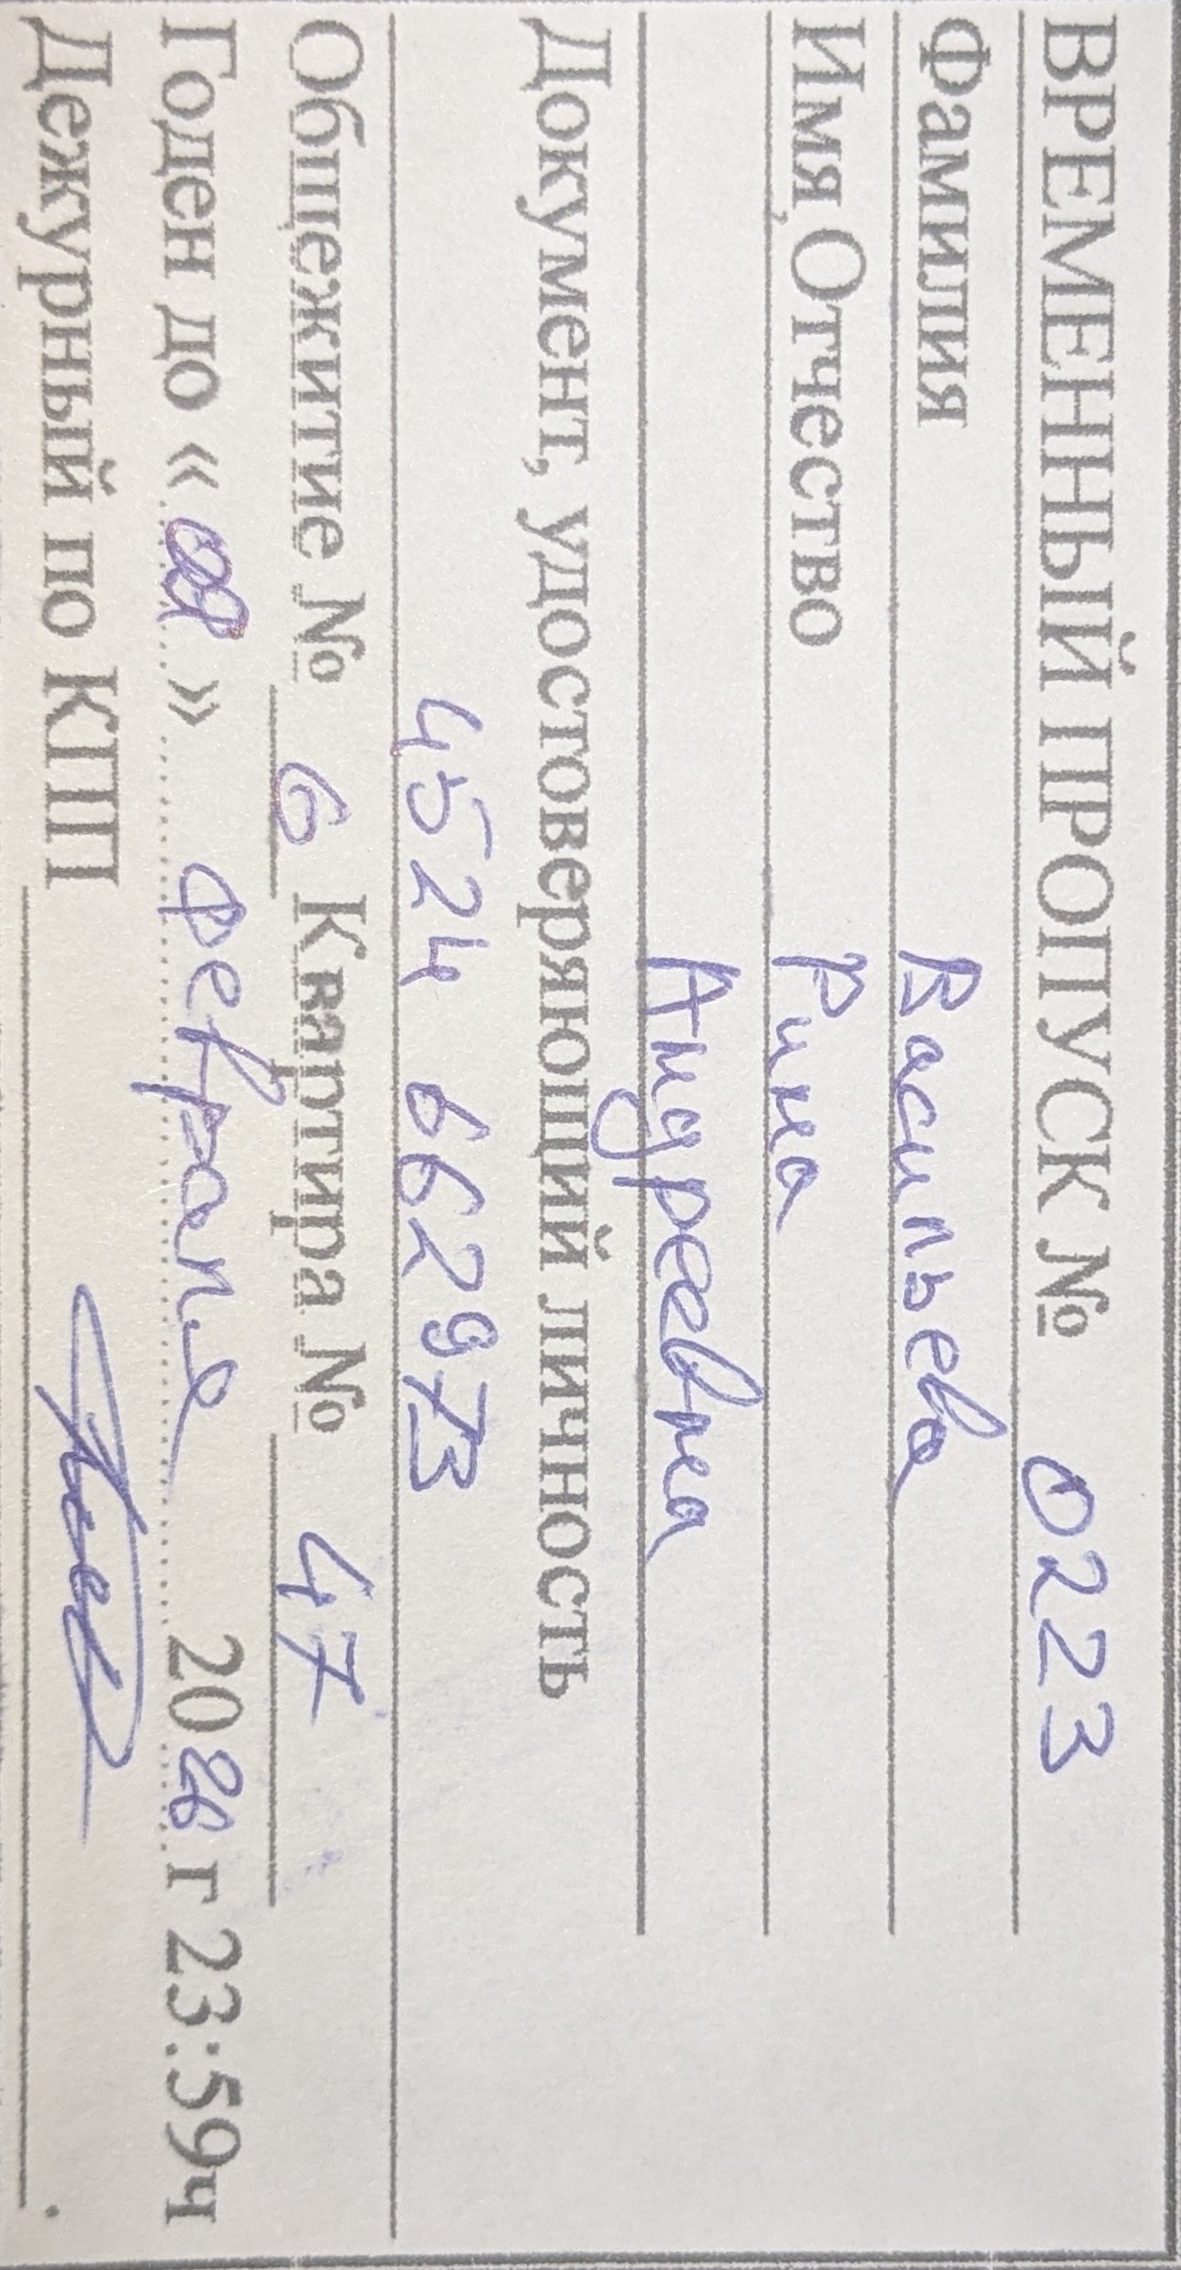 ВРЕМЕННЫЙ ПРОПУСК № 0223
Фамилия Васильева
Имя, Отчество Рина
Андреевна
Документ, удостоверяющий личность
4524 662973
Общежитие № 6 Квартира № 47
Годен до « » февраля 2026 г 23:59ч
Дежурный по КПП